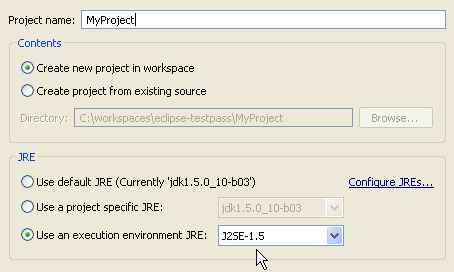 Project name: MyProject
Contents
Create new project in workspace
Create project from existing source
Directory: C:\workspaces\eclipse-testpass\MyProject Browse...
JRE
Use default JRE (Currently 'jdk1.5.0_10-b03') Configure JREs...
Use a project specific JRE: jdk1.5.0_10-b03
Use an execution environment JRE: J2SE-1.5